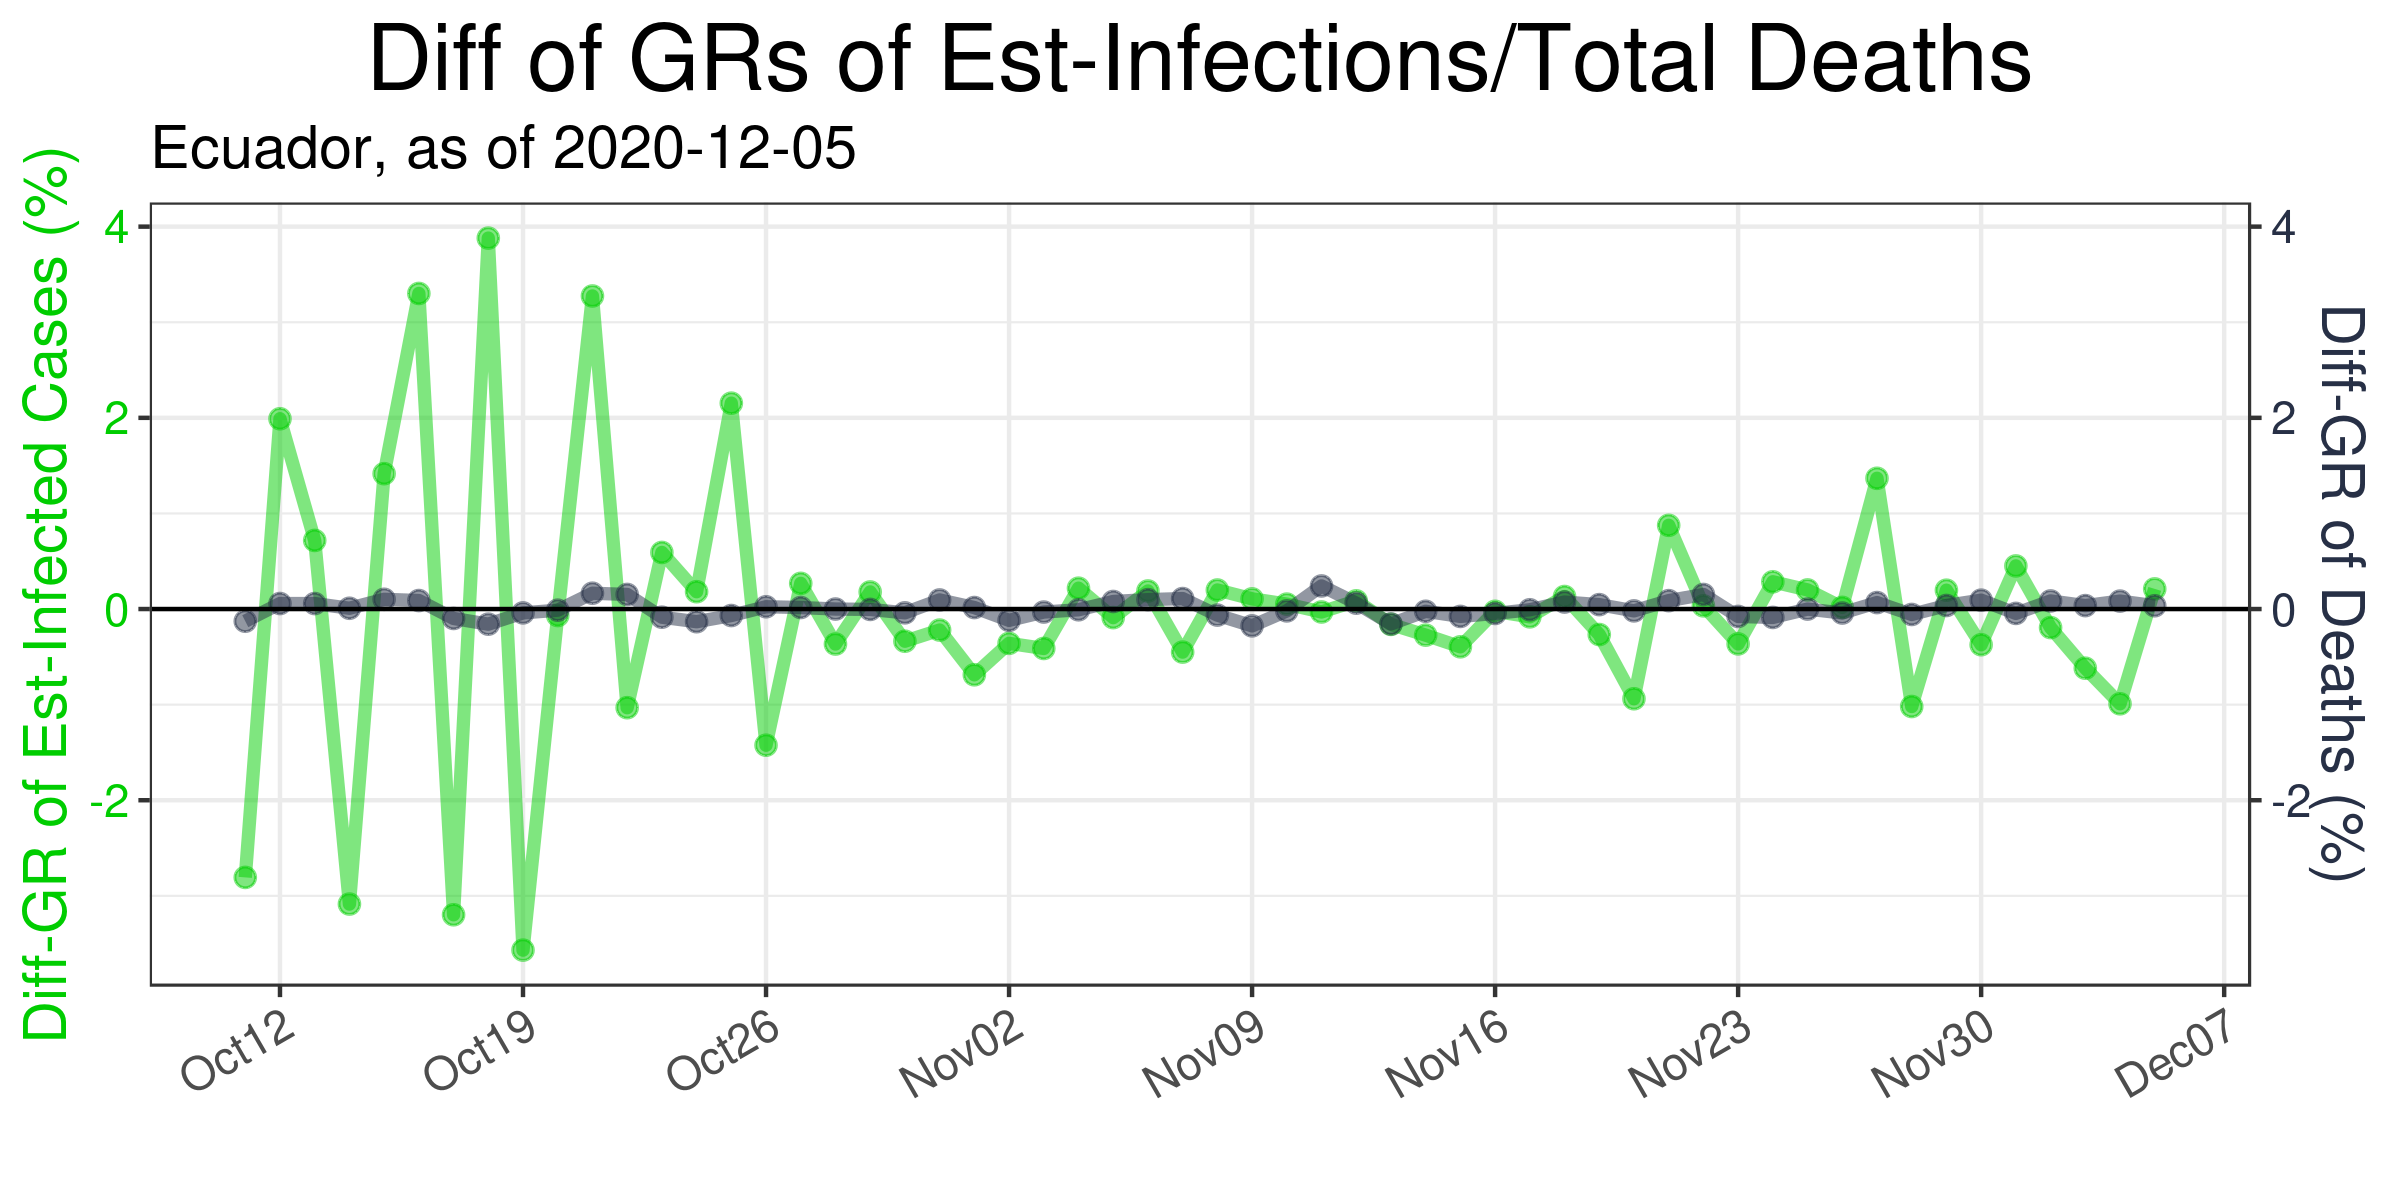 Diff of GRs of Est-Infections/Total Deaths
Ecuador, as of 2020-12-05
Diff-GR of Est-Infected Cases (%)
4
2
0
-2
4
2
0
-2
Diff-GR of Deaths (%)
Oct12
Oct19
Oct26
Nov02
Nov09
Nov16
Nov23
Nov30
Dec07